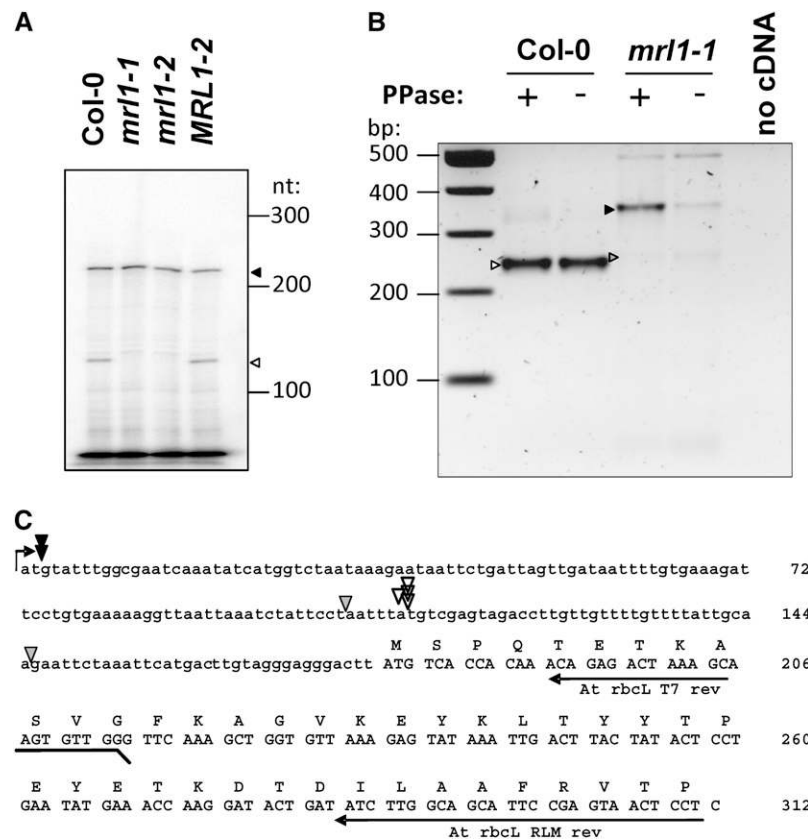 A
Col-0
mrl1-1
mrl1-2
MRL1-2
nt:
300
200
100
B
Col-0
mrl1-1
no cDNA
PPase:
+
-
+
-
bp:
500
400
300
200
100
C
atgtatttggcgaatcaaatatcatggtctaataaagaataattctgattagttgataattttgtgaaagat 72
tcctgtgaaaaaggttaattaaatctattcctaatttatgtcgagtagaccttgttgttttgttttattgca 144
M S P Q T E T K A
agaattctaaattcatgacttgtagggagggactt ATG TCA CCA CAA ACA GAG ACT AAA GCA 206
At rbcL T7 rev
S V G F K A G V K E Y K L T Y Y T P
AGT GTT GGG TTC AAA GCT GGT GTT AAA GAG TAT AAA TTG ACT TAC TAT ACT CCT 260
E Y E T K D T D I L A A F R V T P
GAA TAT GAA ACC AAG GAT ACT GAT ATC TTG GCA GCA TTC CGA GTA ACT CCT C 312
At rbcL RLM rev